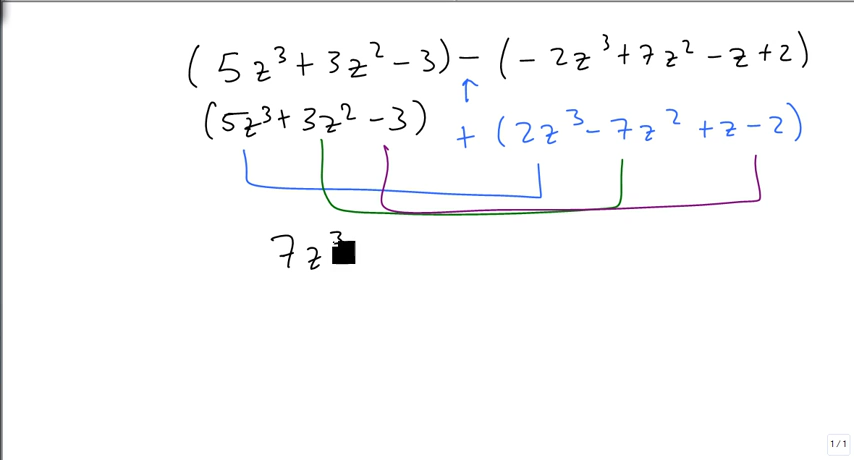 (5z³+3z²-3)-(-2z³+7z²-z+2)
↑
(5z³+3z²-3) + (2z³-7z²+z-2)
7z³
1/1